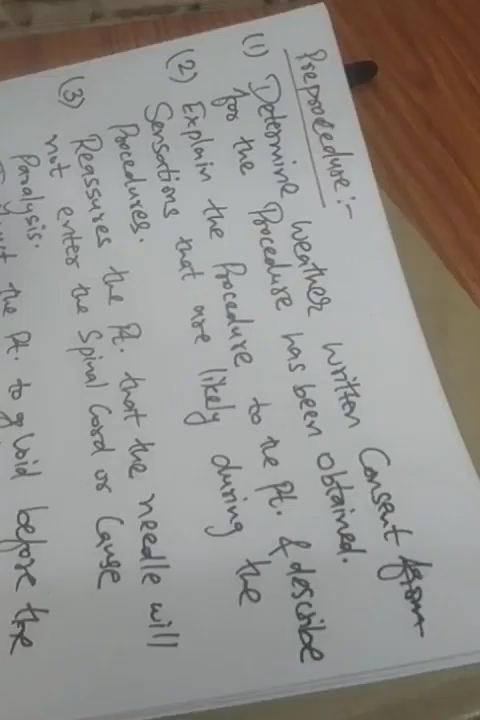 Preprocedure:-
(1) Determine weather written Consent from
for the Procedure has been obtained.
(2) Explain the Procedure to the Pt. & describe
Sensations that are likely during the
Procedures.
(3) Reassures the Pt. that the needle will
not enter the Spinal Cord or Cause
Paralysis.
the Pt. to void before the